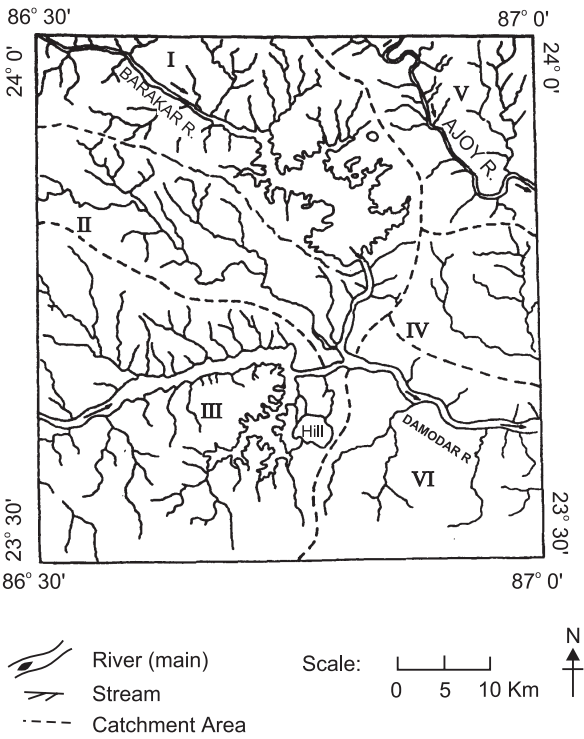 86° 30'
87° 0'
24° 0'
24° 0'
I
BARAKAR R.
V
AJOY R.
II
IV
III
Hill
DAMODAR R
VI
23° 30'
23° 30'
86° 30'
87° 0'
River (main)
Stream
Catchment Area
Scale:
0 5 10 Km
N